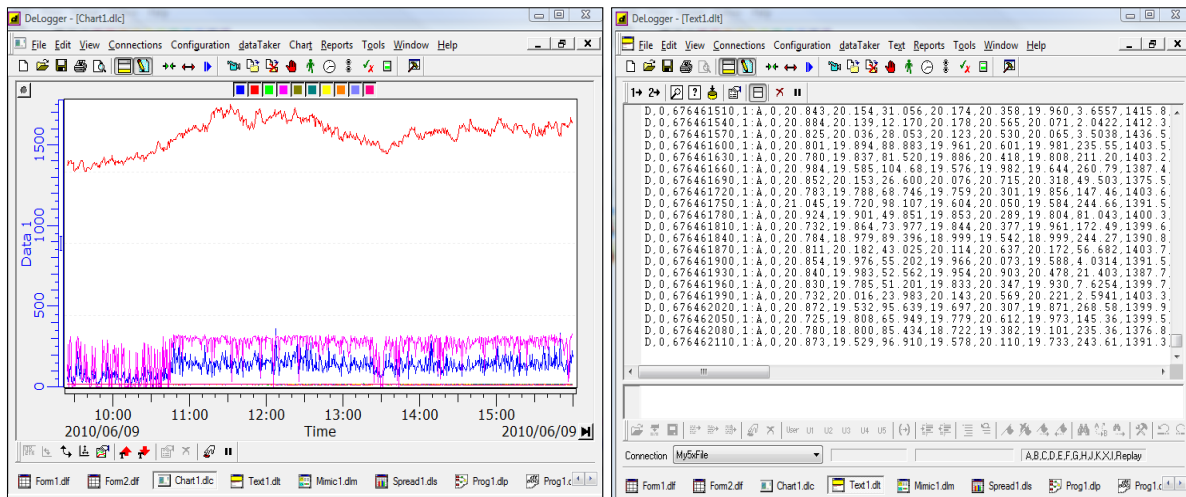 DeLogger - [Chart1.dlc]
File Edit View Connections Configuration dataTaker Chart Reports Tools Window Help
Data 1
1500
1000
500
0
10:00 11:00 12:00 13:00 14:00 15:00
2010/06/09 Time 2010/06/09
Form1.df Form2.df Chart1.dlc Text1.dlt Mimic1.dlm Spread1.dls Prog1.dlp Prog1.c
DeLogger - [Text1.dlt]
File Edit View Connections Configuration dataTaker Text Reports Tools Window Help
1 2
D,0,676461510,1:A,0,20.843,20.154,31.056,20.174,20.358,19.960,3.6557,1415.8,
D,0,676461540,1:A,0,20.884,20.139,12.170,20.178,20.565,20.071,2.0422,1412.3,
D,0,676461570,1:A,0,20.825,20.036,28.053,20.123,20.530,20.065,3.5038,1436.5,
D,0,676461600,1:A,0,20.801,19.894,88.883,19.961,20.601,19.981,235.55,1403.5,
D,0,676461630,1:A,0,20.780,19.837,81.520,19.886,20.418,19.808,211.20,1403.2,
D,0,676461660,1:A,0,20.984,19.585,104.68,19.576,19.982,19.644,260.79,1387.4,
D,0,676461690,1:A,0,20.852,20.153,26.600,20.076,20.715,20.318,49.503,1375.5,
D,0,676461720,1:A,0,20.783,19.788,68.746,19.759,20.301,19.856,147.46,1403.6,
D,0,676461750,1:A,0,21.045,19.720,98.107,19.604,20.050,19.584,244.66,1391.5,
D,0,676461780,1:A,0,20.924,19.901,49.851,19.853,20.289,19.804,81.043,1400.3,
D,0,676461810,1:A,0,20.732,19.864,73.977,19.844,20.377,19.961,172.49,1399.6,
D,0,676461840,1:A,0,20.784,18.979,89.396,18.999,19.542,18.999,244.27,1390.8,
D,0,676461870,1:A,0,20.811,20.182,43.025,20.114,20.637,20.172,56.682,1403.7,
D,0,676461900,1:A,0,20.854,19.976,55.202,19.966,20.073,19.588,4.0314,1391.5,
D,0,676461930,1:A,0,20.840,19.983,52.562,19.954,20.903,20.478,21.403,1387.7,
D,0,676461960,1:A,0,20.830,19.785,51.201,19.833,20.347,19.930,7.6254,1399.7,
D,0,676461990,1:A,0,20.732,20.016,23.983,20.143,20.569,20.221,2.5941,1403.3,
D,0,676462020,1:A,0,20.872,19.532,95.639,19.697,20.307,19.871,268.58,1399.9,
D,0,676462050,1:A,0,20.725,19.808,65.949,19.779,20.612,19.973,145.36,1399.5,
D,0,676462080,1:A,0,20.780,18.800,85.434,18.722,19.382,19.101,235.36,1376.8,
D,0,676462110,1:A,0,20.873,19.529,96.910,19.578,20.110,19.733,243.61,1391.3,
User U1 U2 U3 U4 U5
Connection My5xFile A,B,C,D,E,F,G,H,J,K,X,I,Replay
Form1.df Form2.df Chart1.dlc Text1.dlt Mimic1.dlm Spread1.dls Prog1.dlp Prog1.c